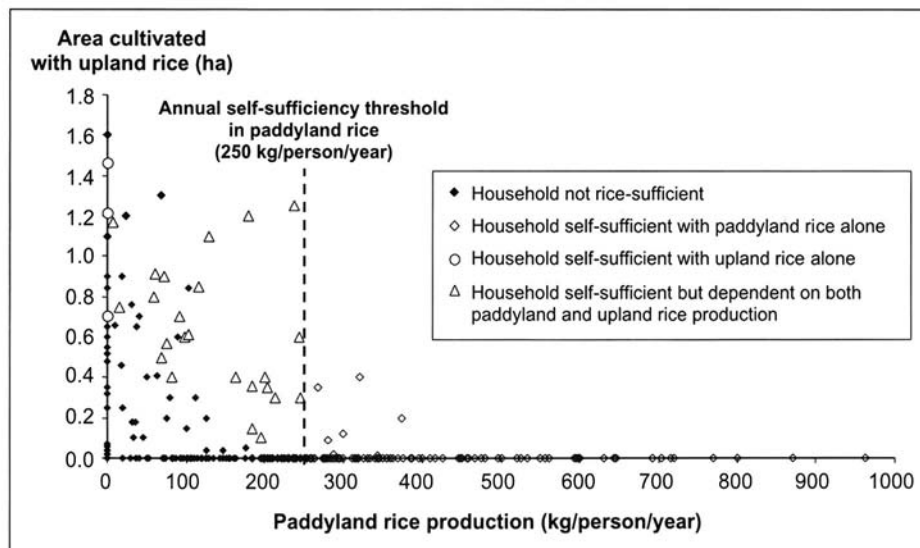 Area cultivated
with upland rice (ha)
1.8
1.6
1.4
1.2
1.0
0.8
0.6
0.4
0.2
0.0
Annual self-sufficiency threshold
in paddyland rice
(250 kg/person/year)
Household not rice-sufficient
Household self-sufficient with paddyland rice alone
Household self-sufficient with upland rice alone
Household self-sufficient but dependent on both
paddyland and upland rice production
0 100 200 300 400 500 600 700 800 900 1000
Paddyland rice production (kg/person/year)